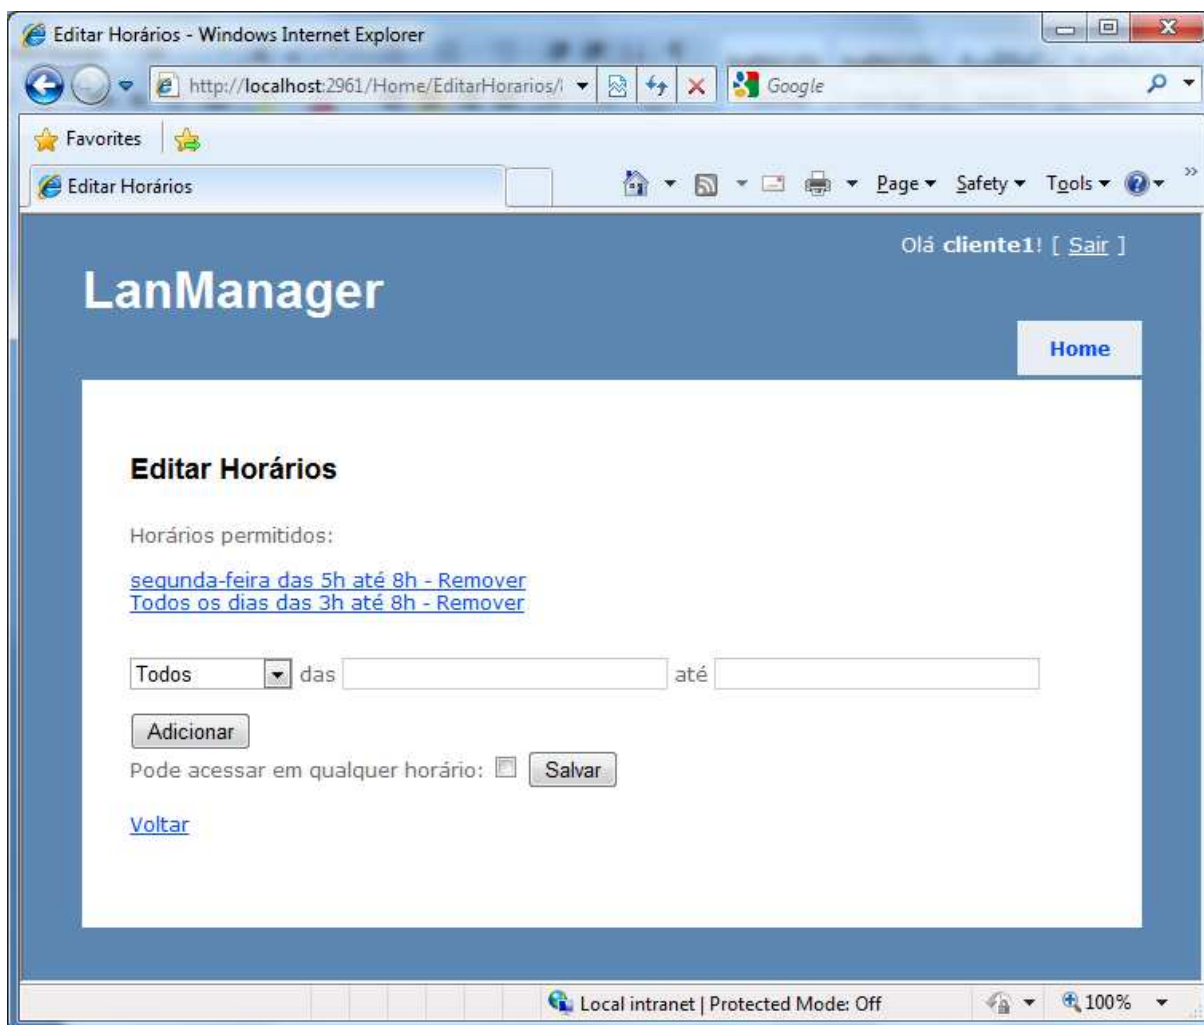 Editar Horários - Windows Internet Explorer
http://localhost:2961/Home/EditarHorarios/ Google
Favorites
Editar Horários Page Safety Tools »
Olá cliente1! [ Sair ]
LanManager
Home
Editar Horários
Horários permitidos:
segunda-feira das 5h até 8h - Remover
Todos os dias das 3h até 8h - Remover
Todos das até
Adicionar
Pode acessar em qualquer horário: Salvar
Voltar
Local intranet | Protected Mode: Off 100%